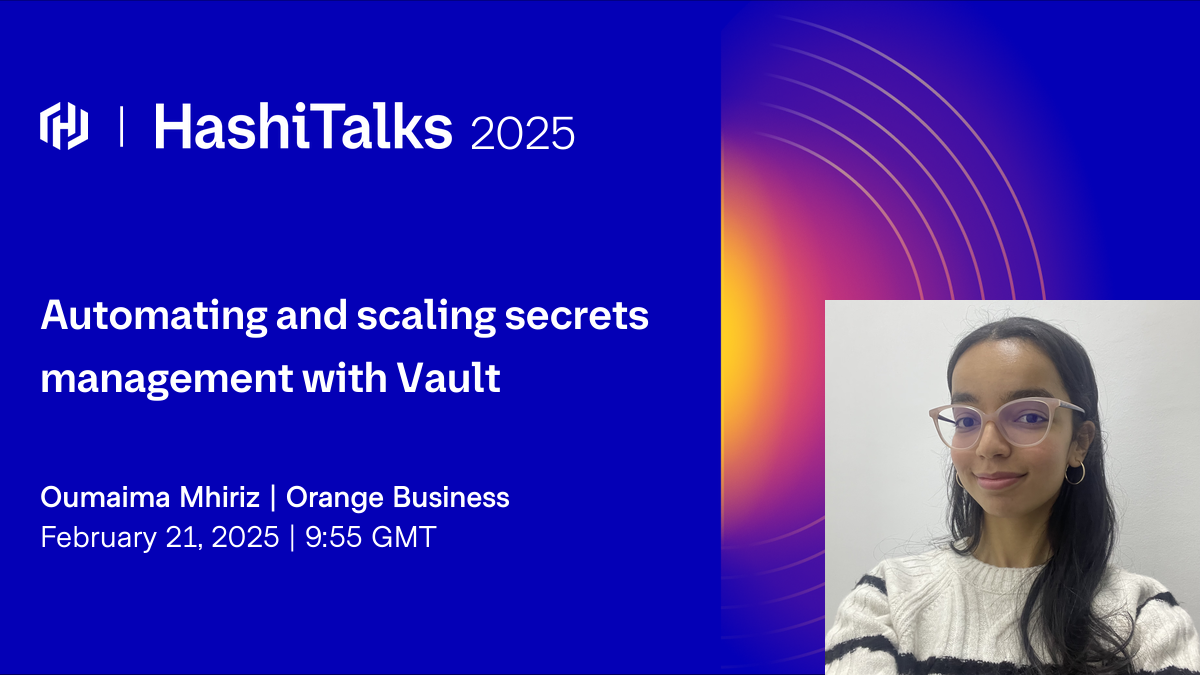 HashiTalks 2025
Automating and scaling secrets
management with Vault
Oumaima Mhiriz | Orange Business
February 21, 2025 | 9:55 GMT